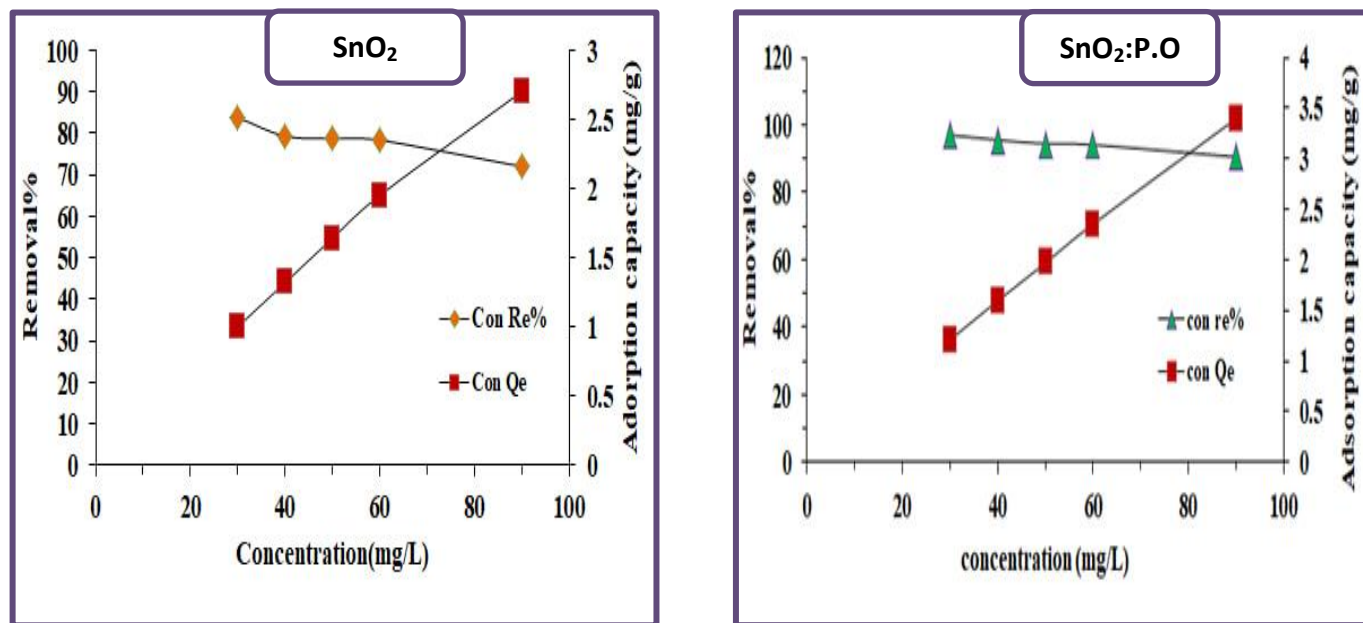 SnO₂
Removal%
100
90
80
70
60
50
40
30
20
10
0
3
2.5
2
1.5
1
0.5
0
Adorption capacity (mg/g)
Con Re%
Con Qe
0 20 40 60 80 100
Concentration(mg/L)
SnO₂:P.O
Removal%
120
100
80
60
40
20
0
4
3.5
3
2.5
2
1.5
1
0.5
0
Adsorption capacity (mg/g)
con re%
con Qe
0 20 40 60 80 100
concentration (mg/L)